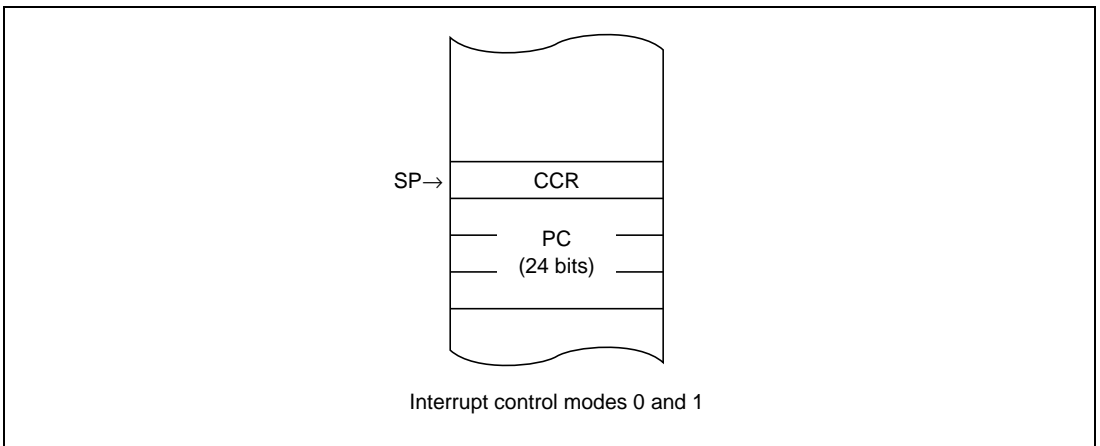 SP→ CCR
PC
(24 bits)
Interrupt control modes 0 and 1